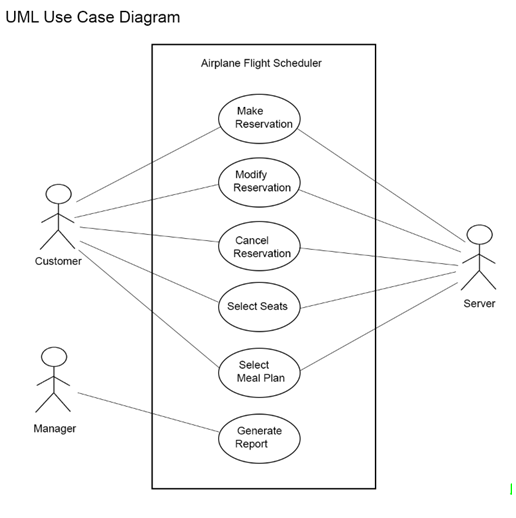 UML Use Case Diagram
Airplane Flight Scheduler
Make
Reservation
Modify
Reservation
Cancel
Reservation
Customer
Select Seats
Server
Select
Meal Plan
Manager
Generate
Report